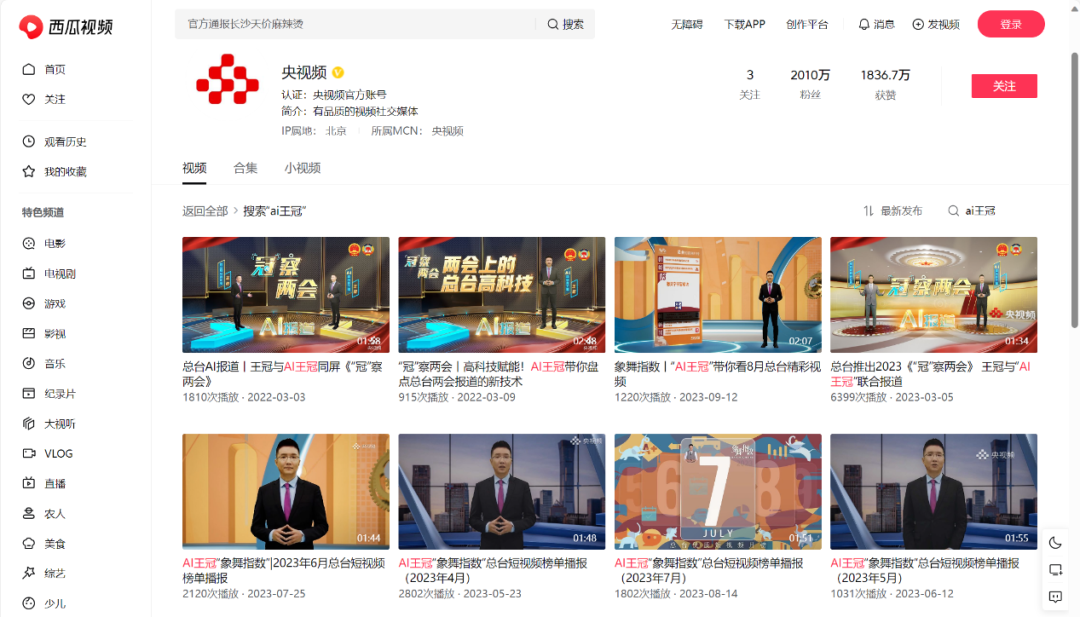 西瓜视频
官方通报长沙天价麻辣烫
搜索
无障碍
下载APP
创作平台
消息
发视频
登录
首页
关注
观看历史
我的收藏
特色频道
电影
电视剧
游戏
影视
音乐
纪录片
大视听
VLOG
直播
农人
美食
综艺
少儿
央视频
认证：央视频官方账号
简介：有品质的视频社交媒体
IP属地：北京
所属MCN：央视频
3
关注
2010万
粉丝
1836.7万
获赞
关注
视频
合集
小视频
返回全部 > 搜索"ai王冠"
最新发布
ai王冠
"冠"察两会
AI报道
01:58
总台AI报道丨王冠与AI王冠同屏《"冠"察两会》
1810次播放 · 2022-03-03
"冠"察两会
两会上的
总台高科技
AI报道
02:48
"冠"察两会｜高科技赋能！AI王冠带你盘
点总台两会报道的新技术
915次播放 · 2022-03-09
02:07
象舞指数丨"AI王冠"带你看8月总台精彩视
频
1220次播放 · 2023-09-12
"冠"察两会
AI报道
央视频
01:34
总台推出2023《"冠"察两会》 王冠与"AI
王冠"联合报道
6399次播放 · 2023-03-05
01:44
AI王冠"象舞指数"|2023年6月总台短视频
榜单播报
2120次播放 · 2023-07-25
央视频
01:48
AI王冠"象舞指数"总台短视频榜单播报
（2023年4月）
2802次播放 · 2023-05-23
6
7
8
JULY
01:51
AI王冠"象舞指数"总台短视频榜单播报
（2023年7月）
1802次播放 · 2023-08-14
央视频
01:55
AI王冠"象舞指数"总台短视频榜单播报
（2023年5月）
1031次播放 · 2023-06-12